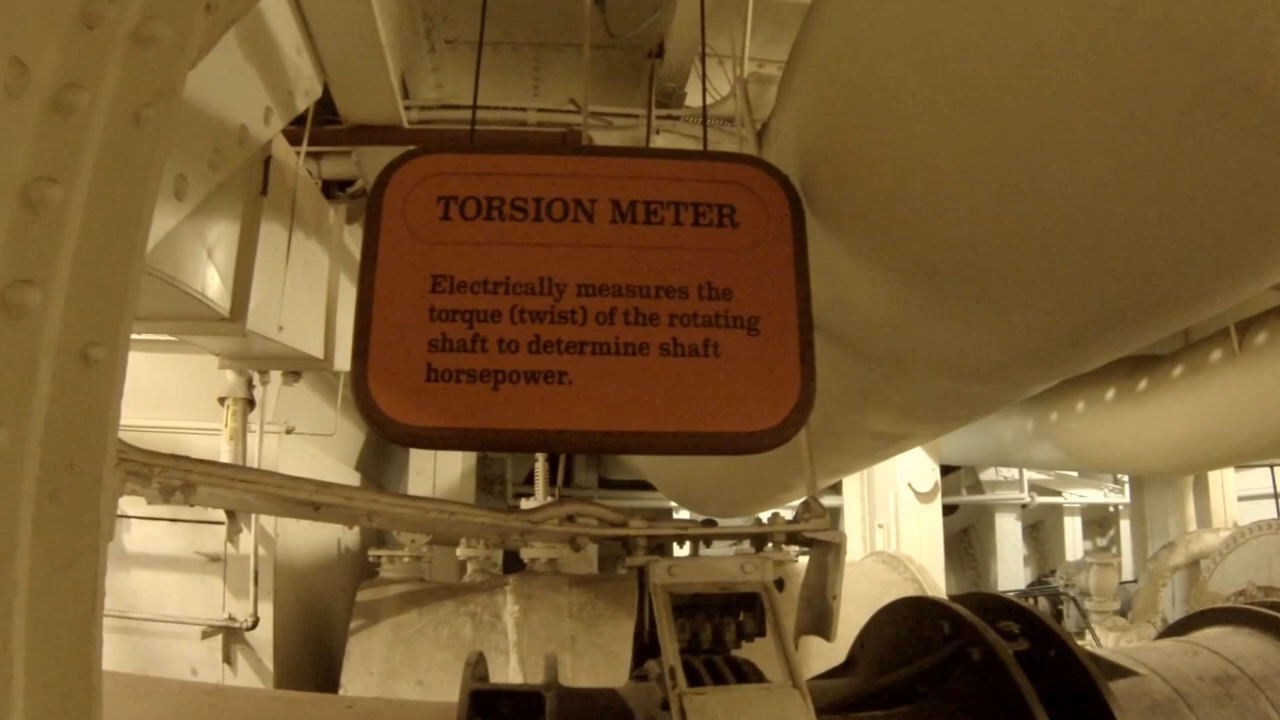 TORSION METER
Electrically measures the
torque (twist) of the rotating
shaft to determine shaft
horsepower.